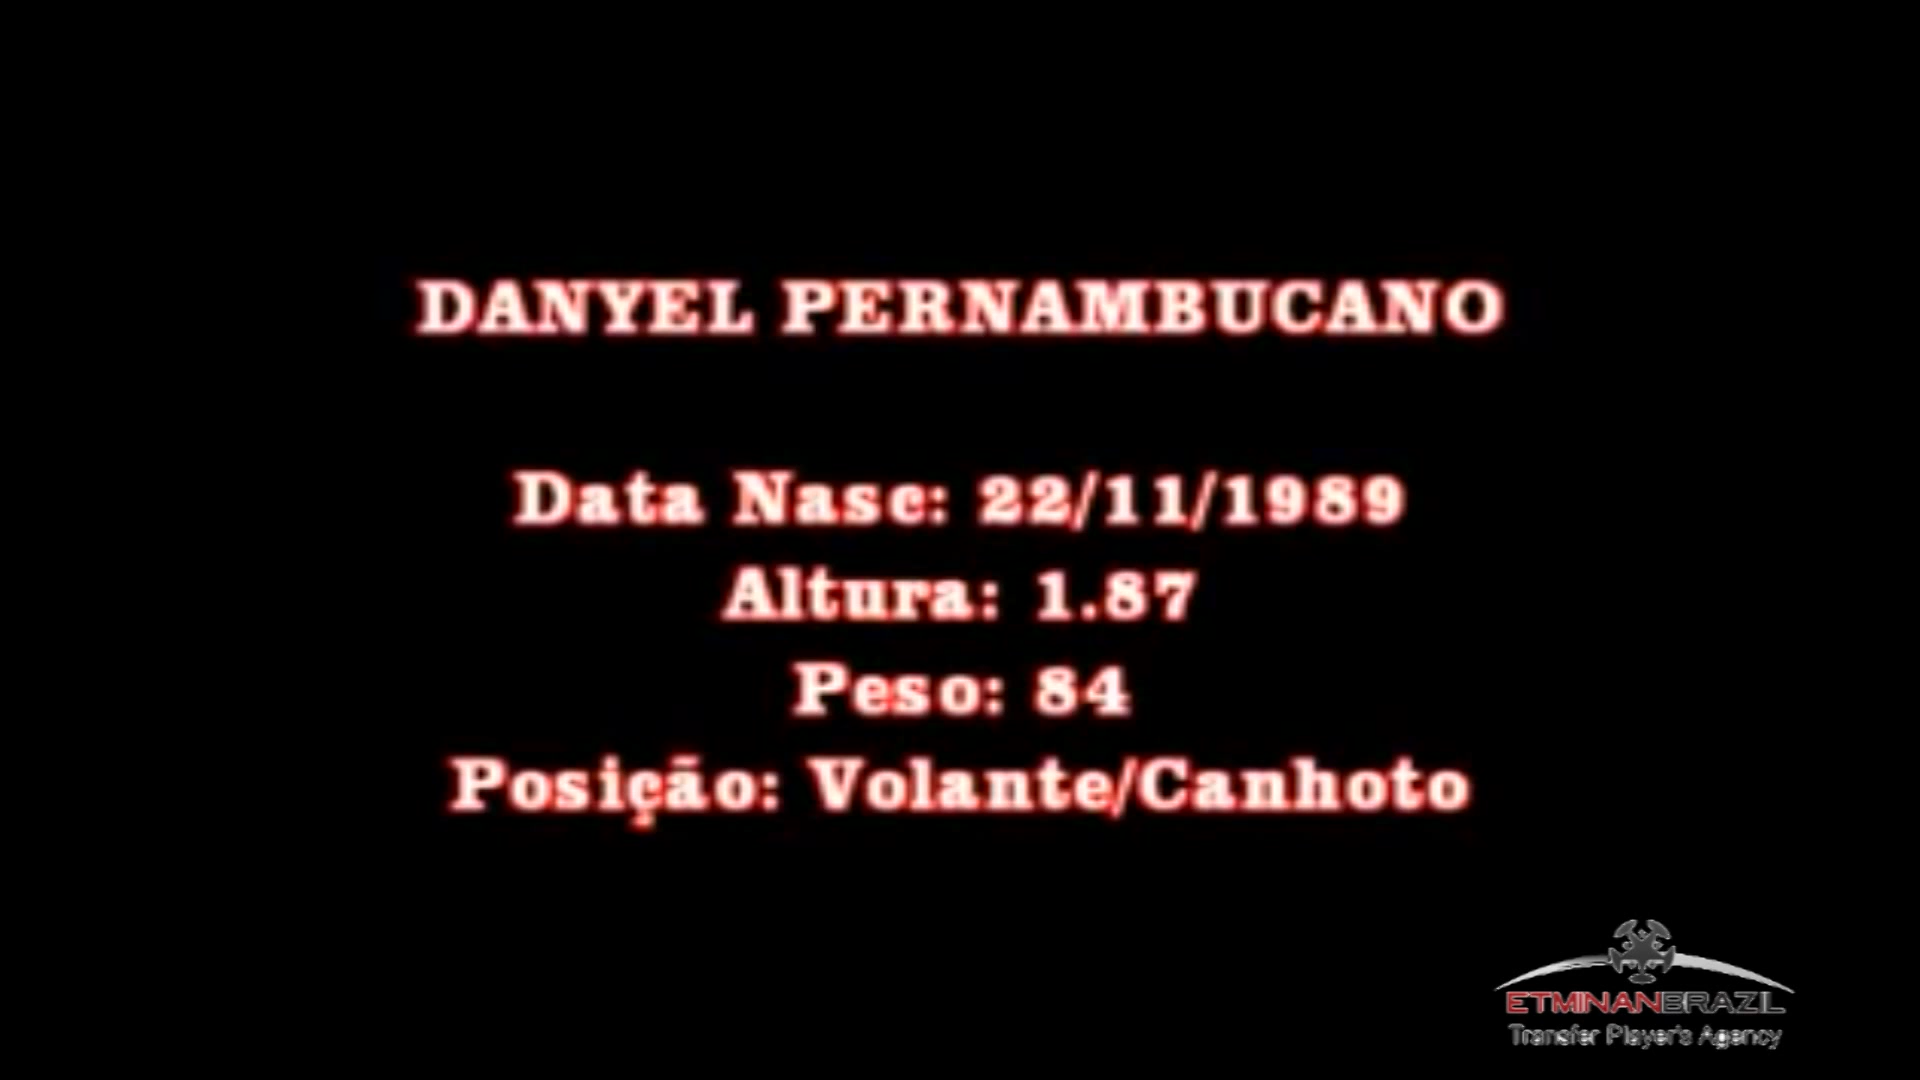 DANYEL PERNAMBUCANO
Data Nasc: 22/11/1989
Altura: 1.87
Peso: 84
Posição: Volante/Canhoto
ETMINANBRAZIL
Transfer Player's Agency